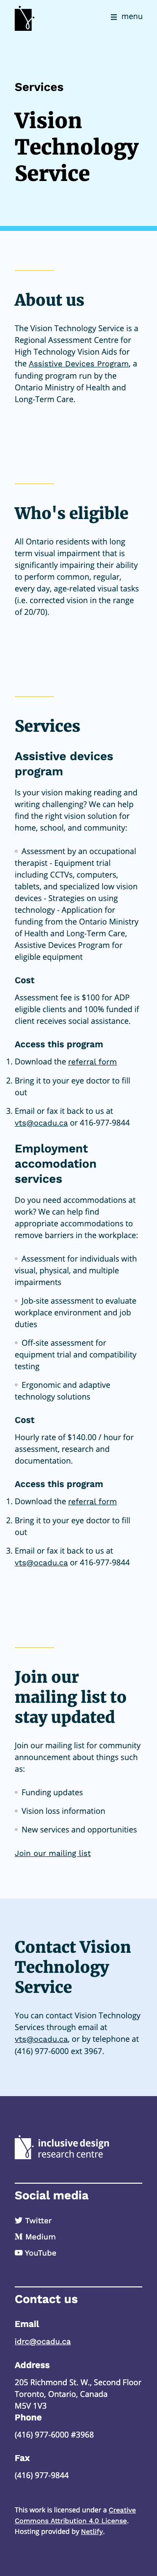 menu
Services
Vision
Technology
Service
About us
The Vision Technology Service is a
Regional Assessment Centre for
High Technology Vision Aids for
the Assistive Devices Program, a
funding program run by the
Ontario Ministry of Health and
Long-Term Care.
Who's eligible
All Ontario residents with long
term visual impairment that is
significantly impairing their ability
to perform common, regular,
every day, age-related visual tasks
(i.e. corrected vision in the range
of 20/70).
Services
Assistive devices
program
Is your vision making reading and
writing challenging? We can help
find the right vision solution for
home, school, and community:
Assessment by an occupational
therapist - Equipment trial
including CCTVs, computers,
tablets, and specialized low vision
devices - Strategies on using
technology - Application for
funding from the Ontario Ministry
of Health and Long-Term Care,
Assistive Devices Program for
eligible equipment
Cost
Assessment fee is $100 for ADP
eligible clients and 100% funded if
client receives social assistance.
Access this program
1. Download the referral form
2. Bring it to your eye doctor to fill
out
3. Email or fax it back to us at
vts@ocadu.ca or 416-977-9844
Employment
accomodation
services
Do you need accommodations at
work? We can help find
appropriate accommodations to
remove barriers in the workplace:
Assessment for individuals with
visual, physical, and multiple
impairments
Job-site assessment to evaluate
workplace environment and job
duties
Off-site assessment for
equipment trial and compatibility
testing
Ergonomic and adaptive
technology solutions
Cost
Hourly rate of $140.00 / hour for
assessment, research and
documentation.
Access this program
1. Download the referral form
2. Bring it to your eye doctor to fill
out
3. Email or fax it back to us at
vts@ocadu.ca or 416-977-9844
Join our
mailing list to
stay updated
Join our mailing list for community
announcement about things such
as:
Funding updates
Vision loss information
New services and opportunities
Join our mailing list
Contact Vision
Technology
Service
You can contact Vision Technology
Services through email at
vts@ocadu.ca, or by telephone at
(416) 977-6000 ext 3967.
inclusive design
research centre
Social media
Twitter
Medium
YouTube
Contact us
Email
idrc@ocadu.ca
Address
205 Richmond St. W., Second Floor
Toronto, Ontario, Canada
M5V 1V3
Phone
(416) 977-6000 #3968
Fax
(416) 977-9844
This work is licensed under a Creative
Commons Attribution 4.0 License.
Hosting provided by Netlify.